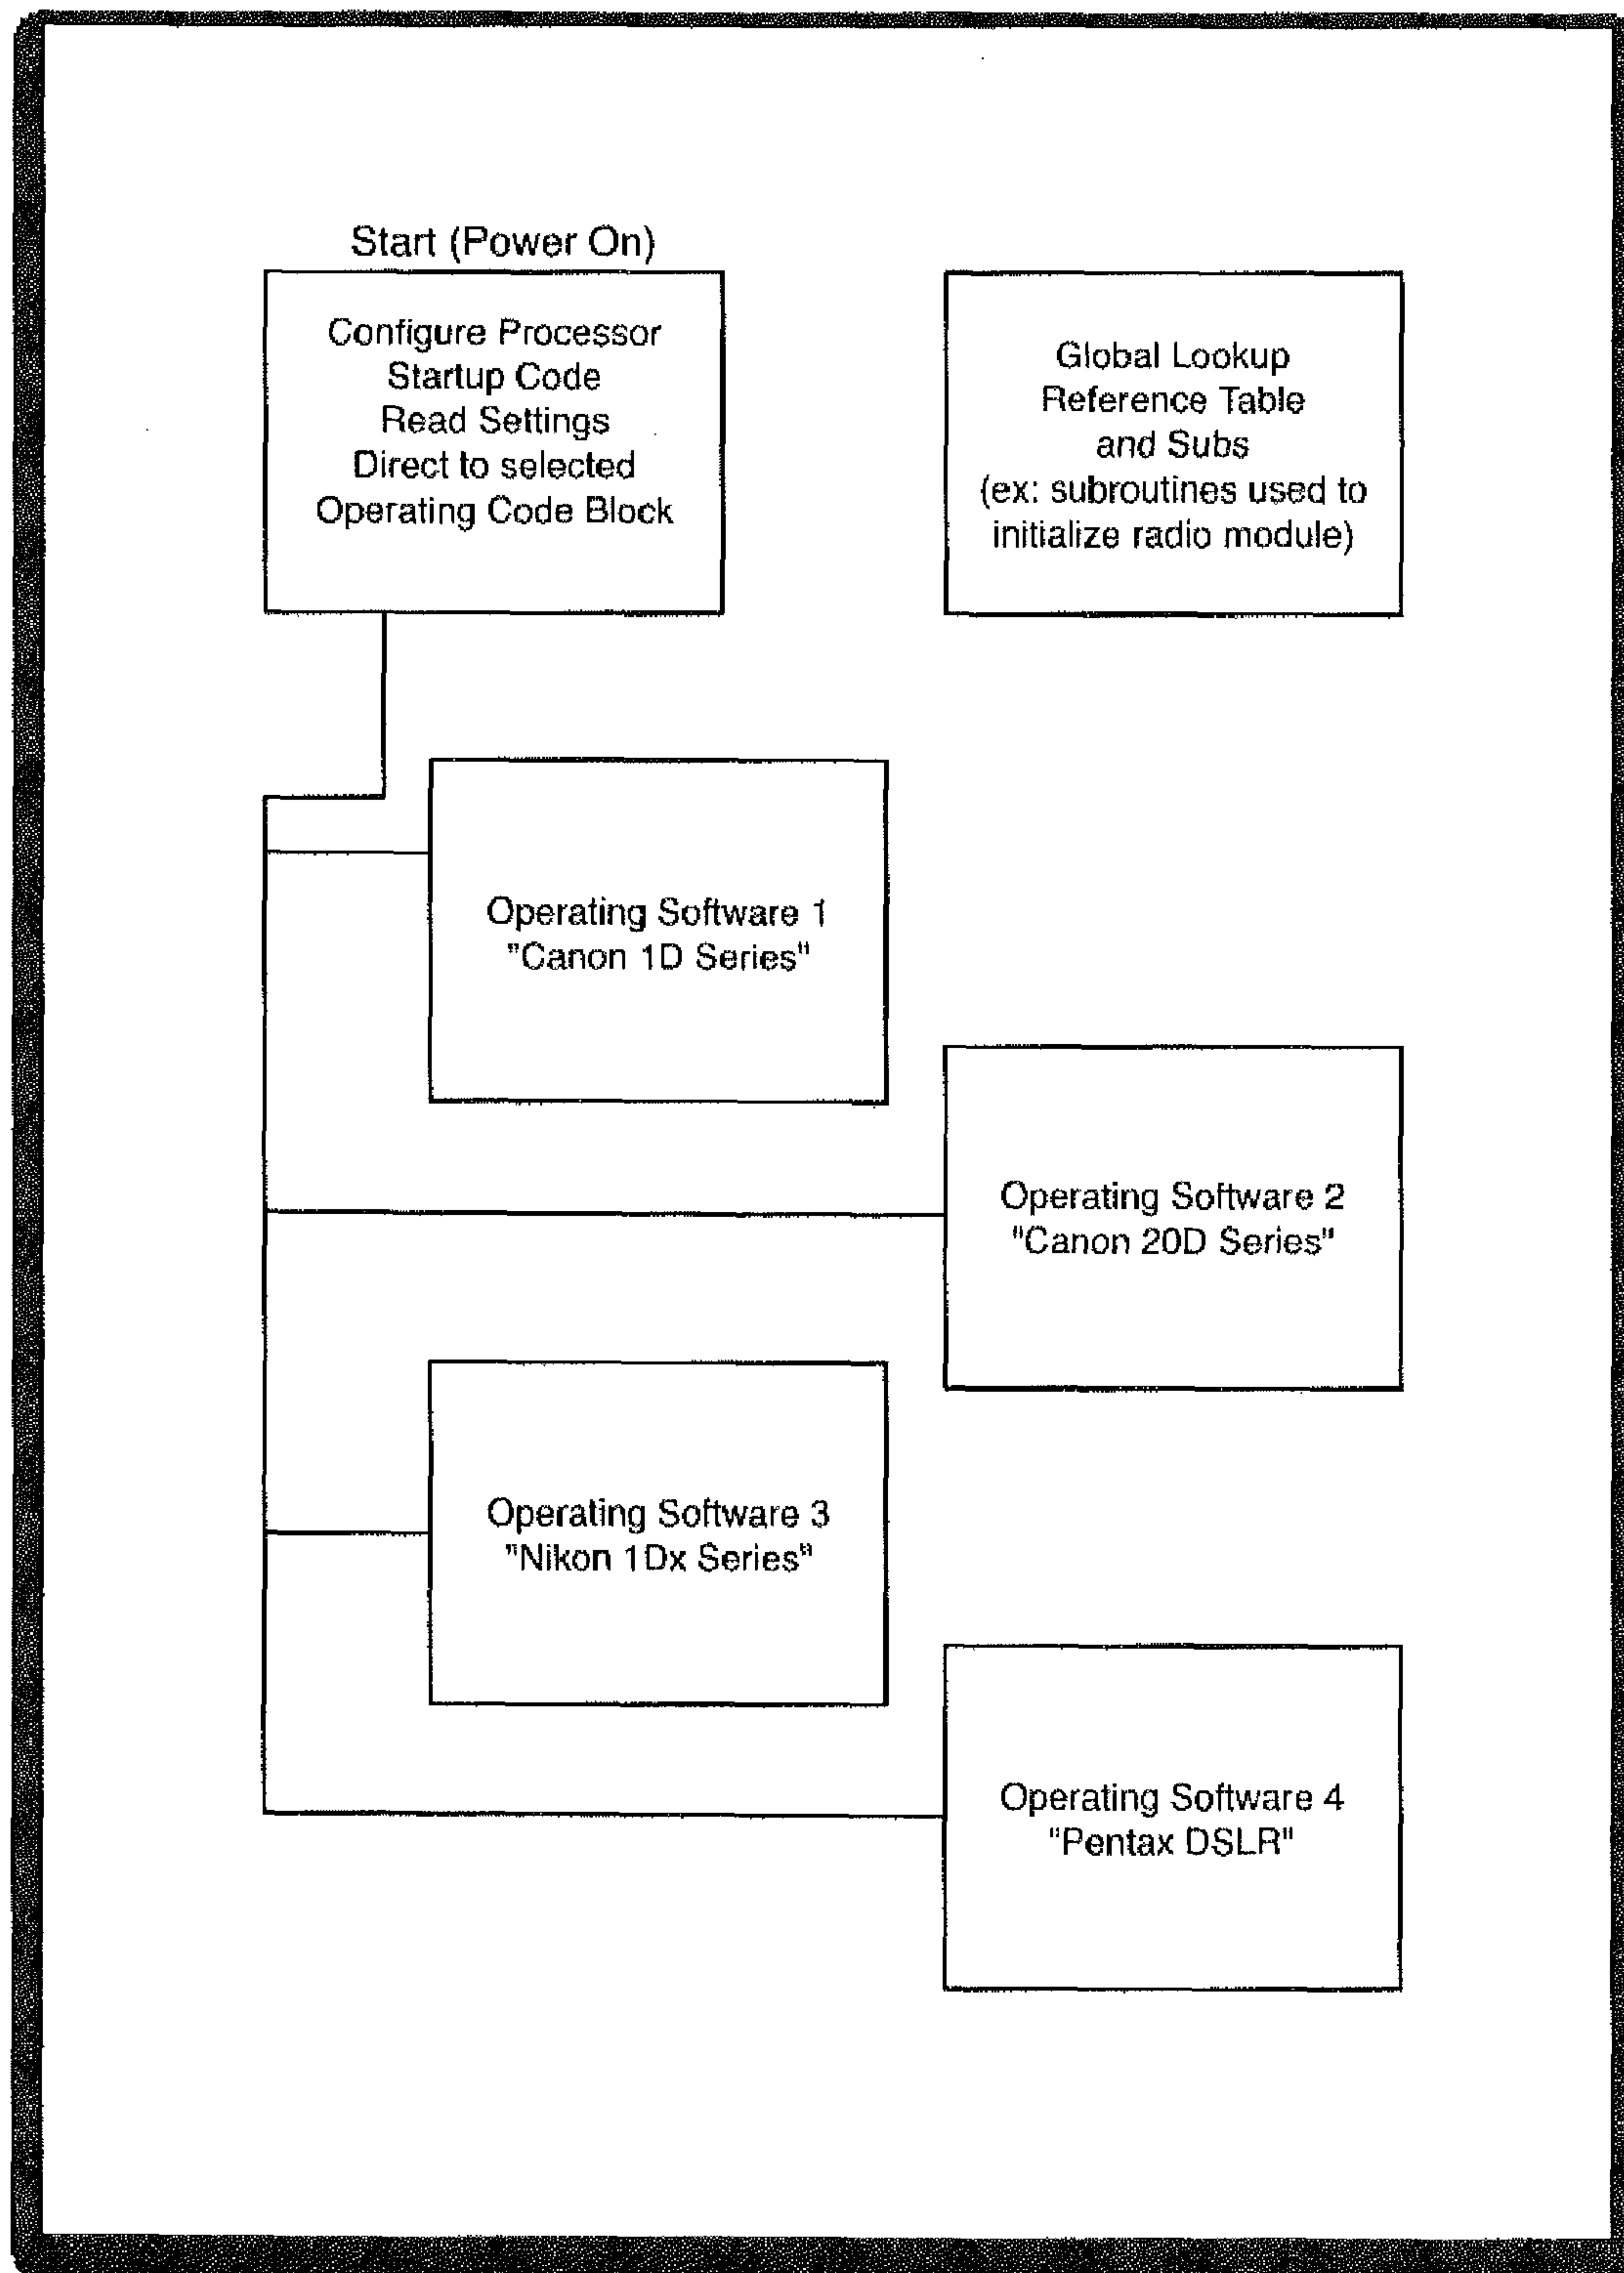 Start (Power On)
Configure Processor
Startup Code
Read Settings
Direct to selected
Operating Code Block
Global Lookup
Reference Table
and Subs
(ex: subroutines used to
initialize radio module)
Operating Software 1
"Canon 1D Series"
Operating Software 2
"Canon 20D Series"
Operating Software 3
"Nikon 1Dx Series"
Operating Software 4
"Pentax DSLR"